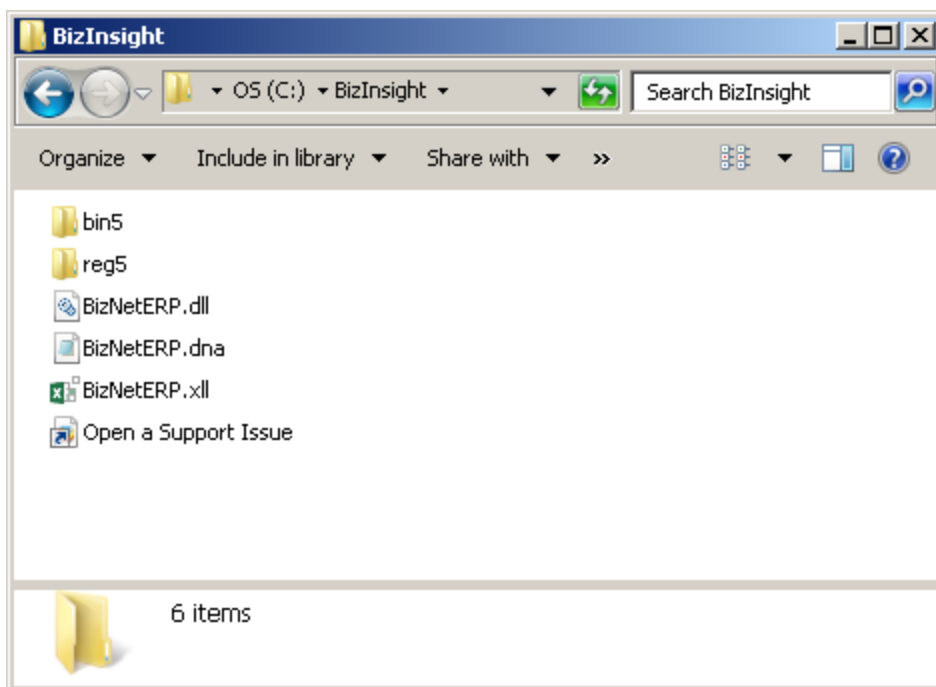 BizInsight
OS (C:) BizInsight
Search BizInsight
Organize Include in library Share with »
bin5
reg5
BizNetERP.dll
BizNetERP.dna
BizNetERP.xll
Open a Support Issue
6 items